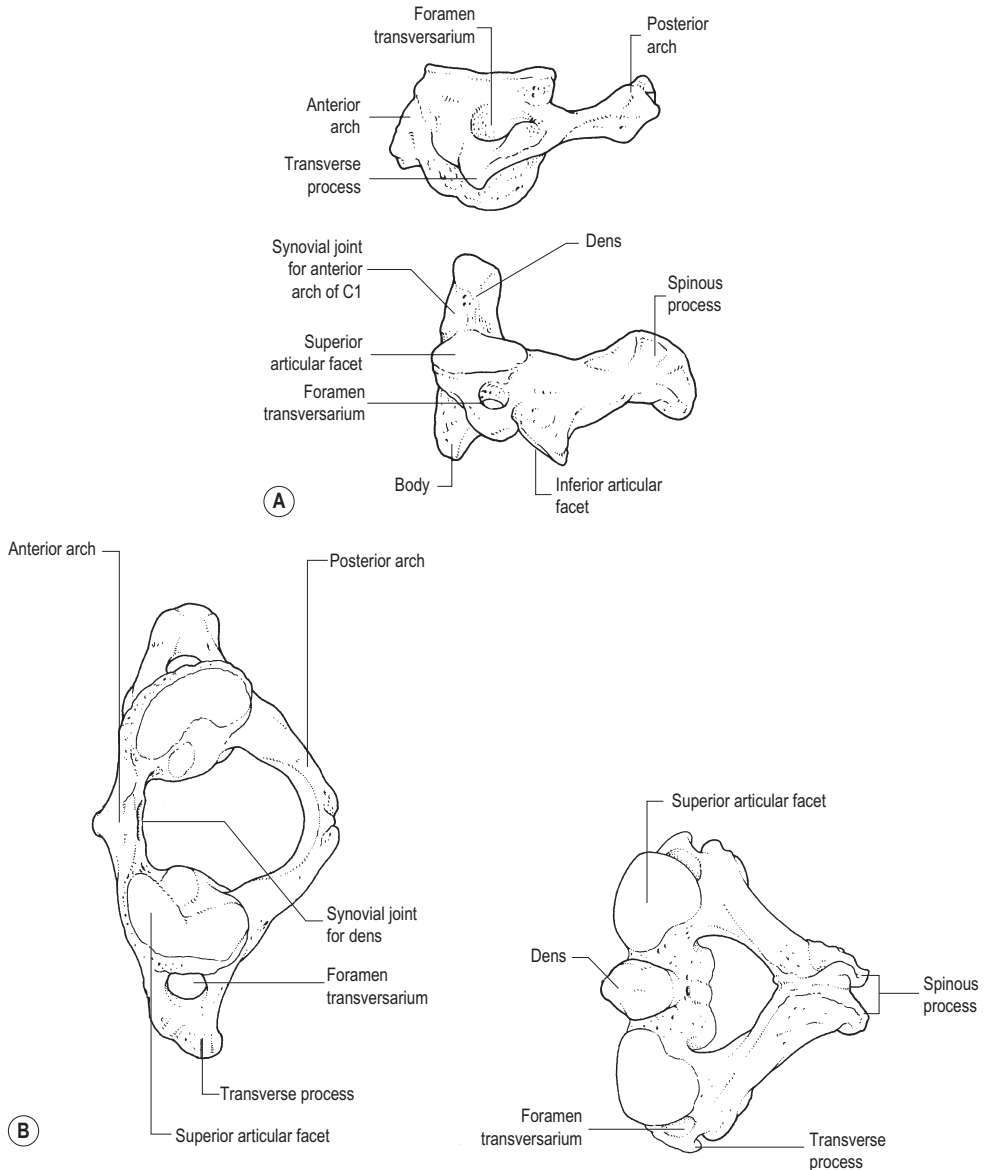 Foramen
transversarium
Posterior
arch
Anterior
arch
Transverse
process
Synovial joint
for anterior
arch of C1
Dens
Spinous
process
Superior
articular facet
Foramen
transversarium
Body
Inferior articular
facet
A
Anterior arch
Posterior arch
Superior articular facet
Synovial joint
for dens
Dens
Foramen
transversarium
Spinous
process
Transverse process
Foramen
transversarium
Superior articular facet
Transverse
process
B